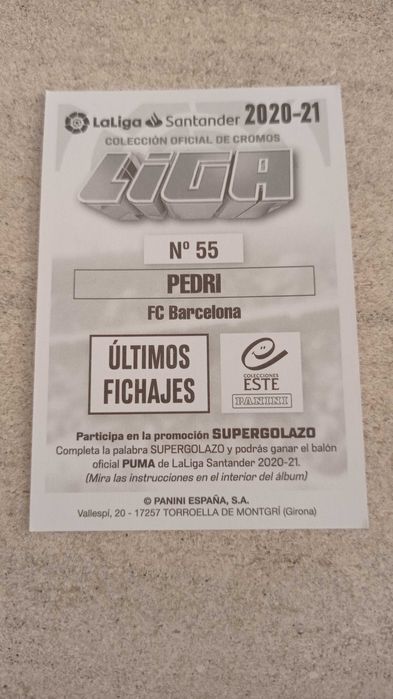 LaLiga Santander 2020-21
COLECCIÓN OFICIAL DE CROMOS
LiGA
Nº 55
PEDRI
FC Barcelona
ÚLTIMOS
FICHAJES
COLECCIONES
ESTE
PANINI
Participa en la promoción SUPERGOLAZO
Completa la palabra SUPERGOLAZO y podrás ganar el balón
oficial PUMA de LaLiga Santander 2020-21.
(Mira las instrucciones en el interior del álbum)
© PANINI ESPAÑA, S.A.
Vallespí, 20 - 17257 TORROELLA DE MONTGRÍ (Girona)